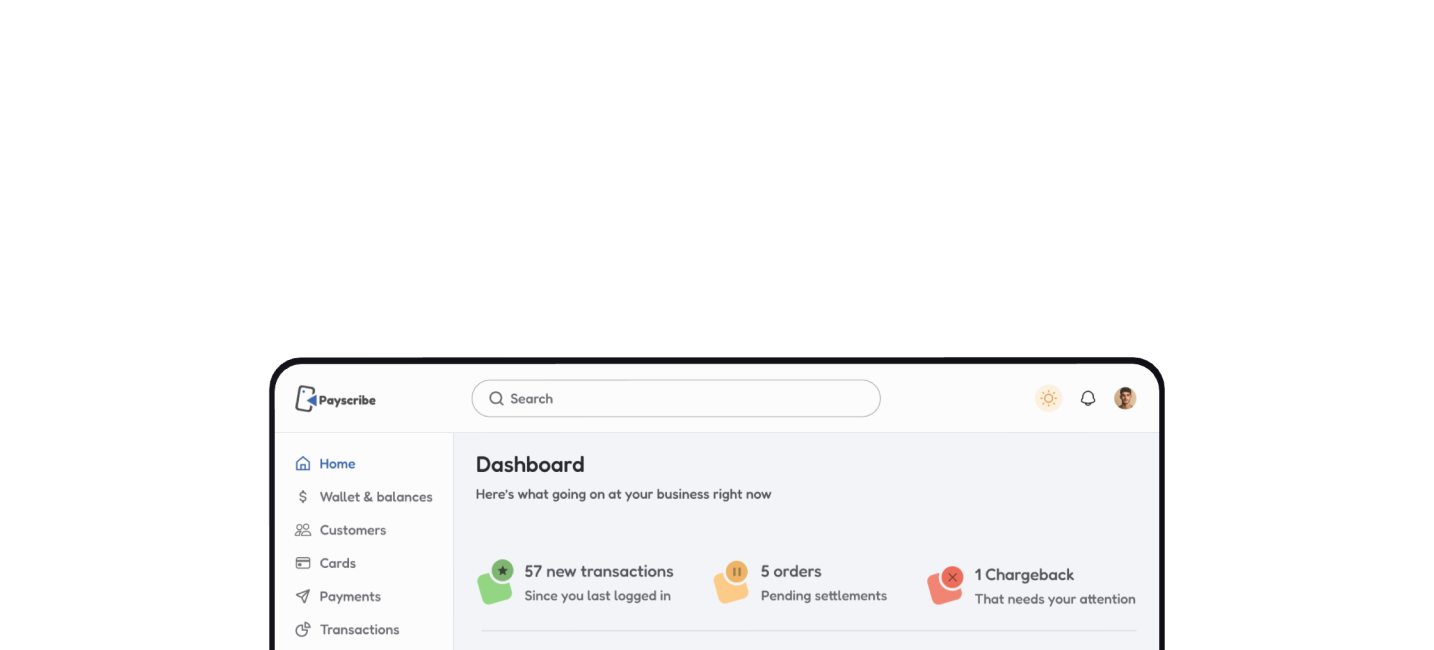 Payscribe
Search
Home
Wallet & balances
Customers
Cards
Payments
Transactions
Dashboard
Here's what going on at your business right now
57 new transactions
Since you last logged in
5 orders
Pending settlements
1 Chargeback
That needs your attention